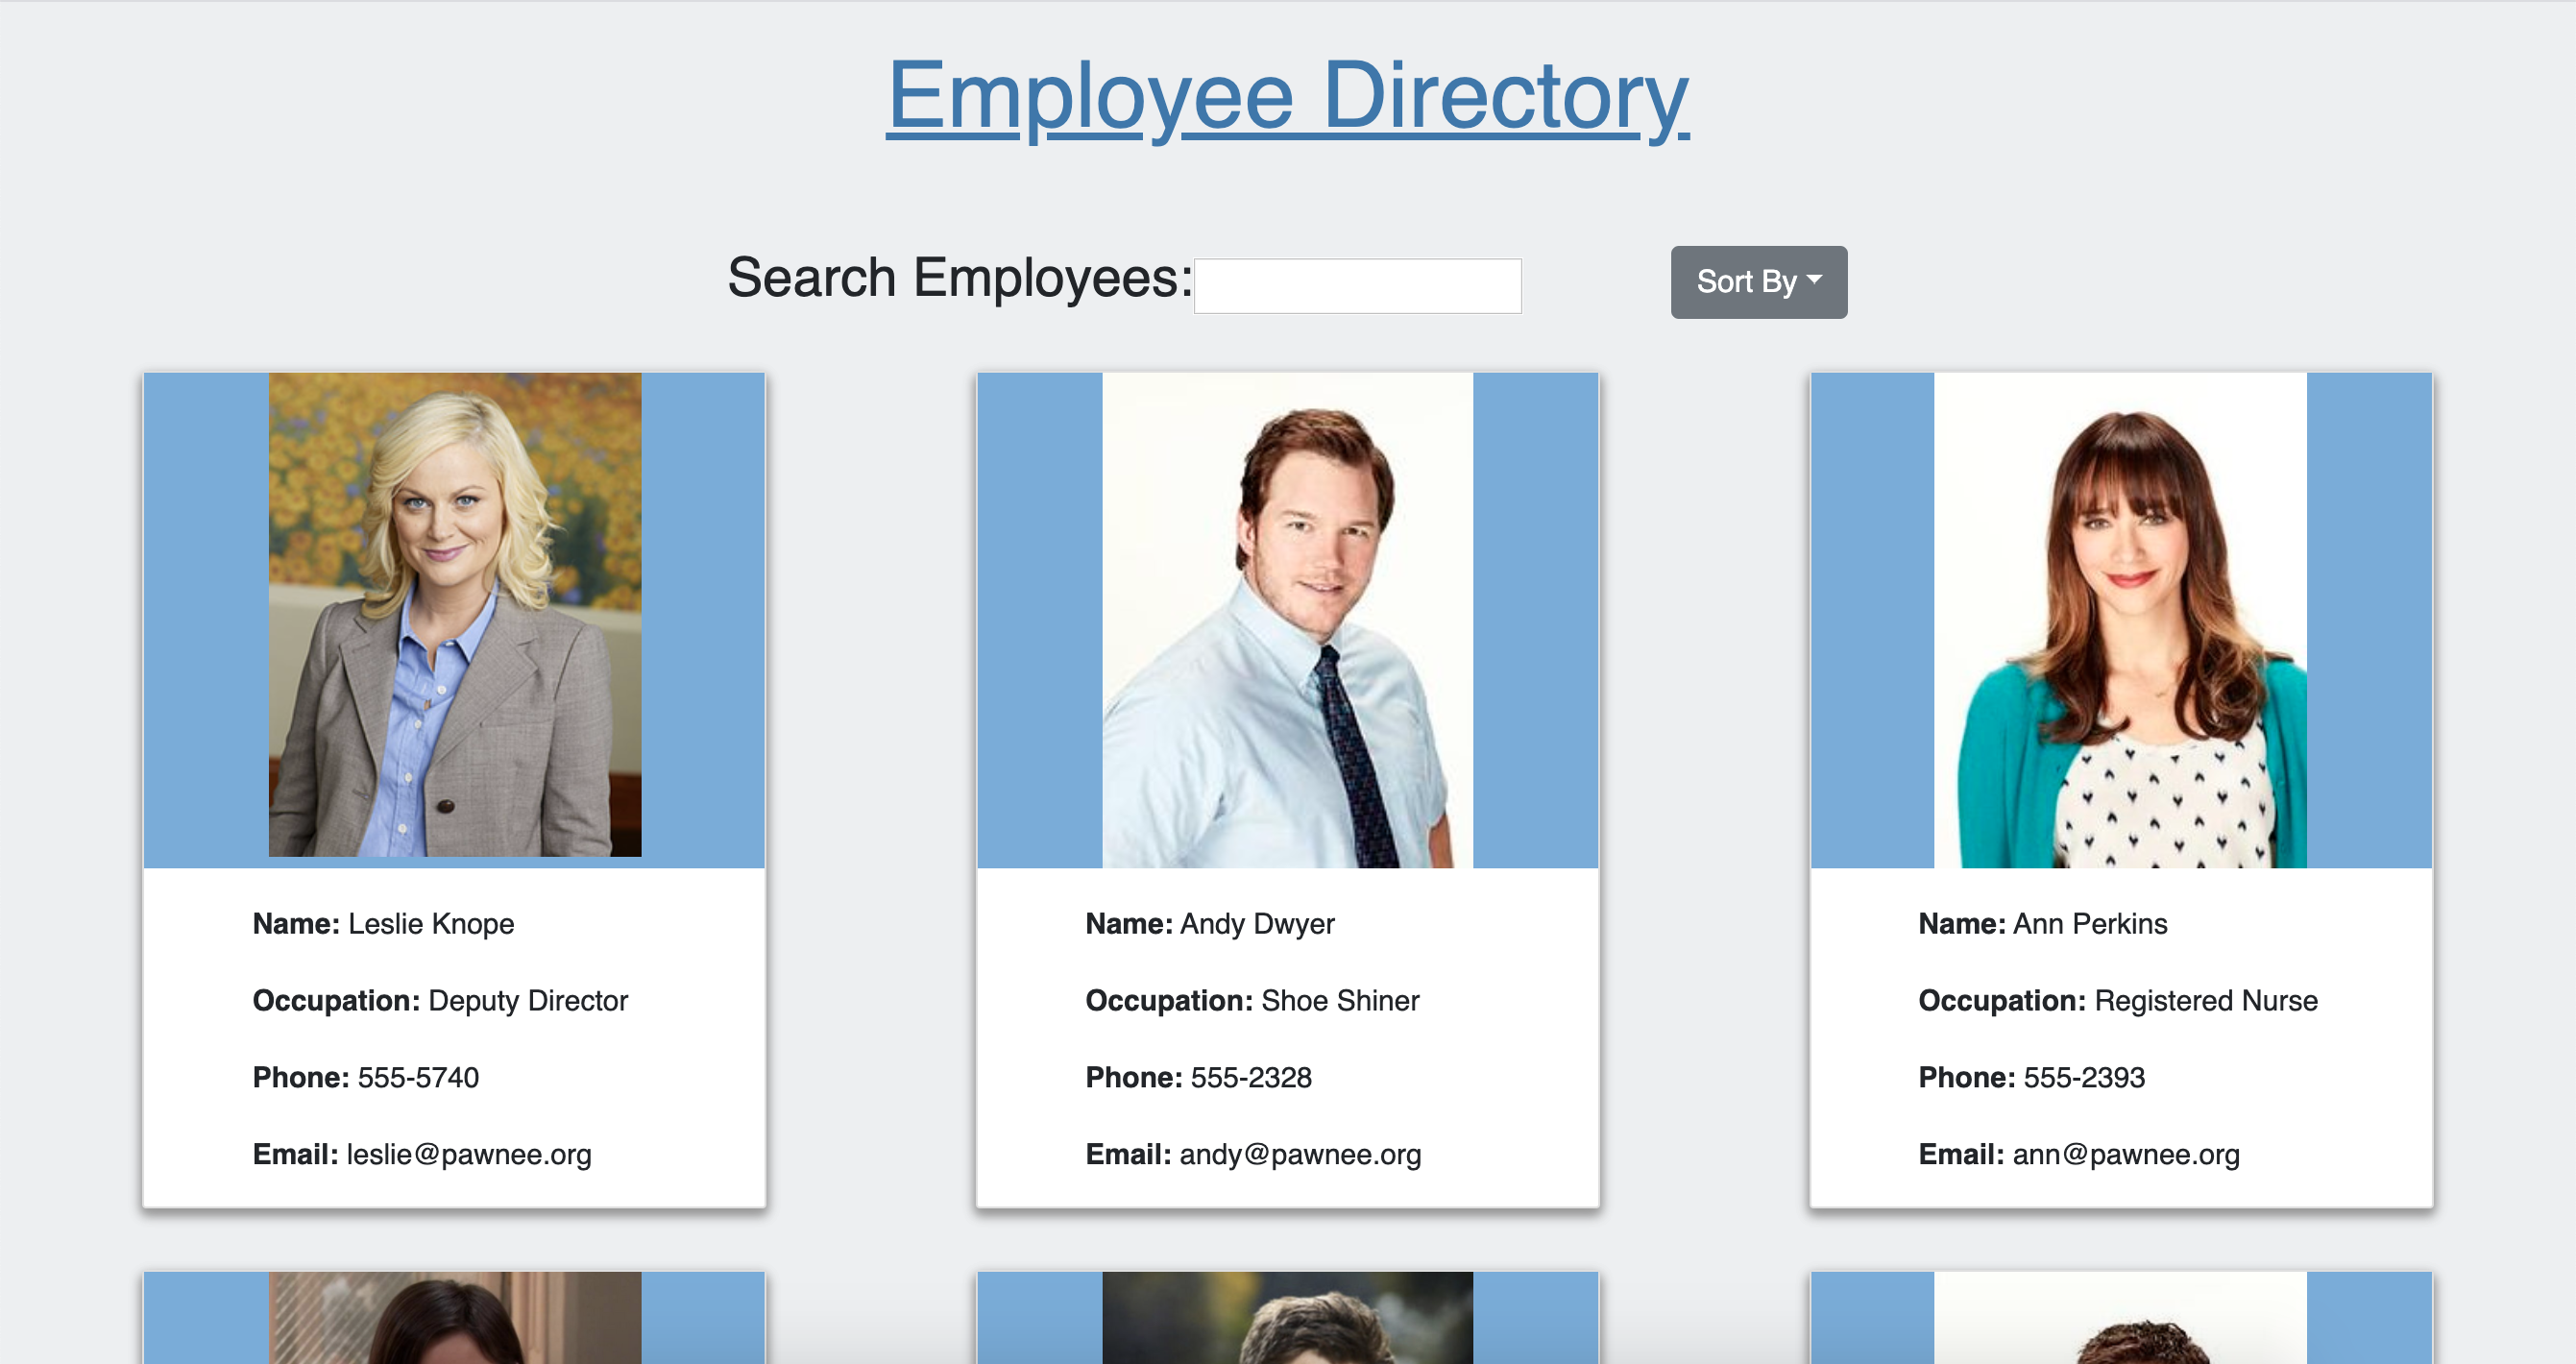 Employee Directory
Search Employees:
Sort By
Name: Leslie Knope
Occupation: Deputy Director
Phone: 555-5740
Email: leslie@pawnee.org
Name: Andy Dwyer
Occupation: Shoe Shiner
Phone: 555-2328
Email: andy@pawnee.org
Name: Ann Perkins
Occupation: Registered Nurse
Phone: 555-2393
Email: ann@pawnee.org